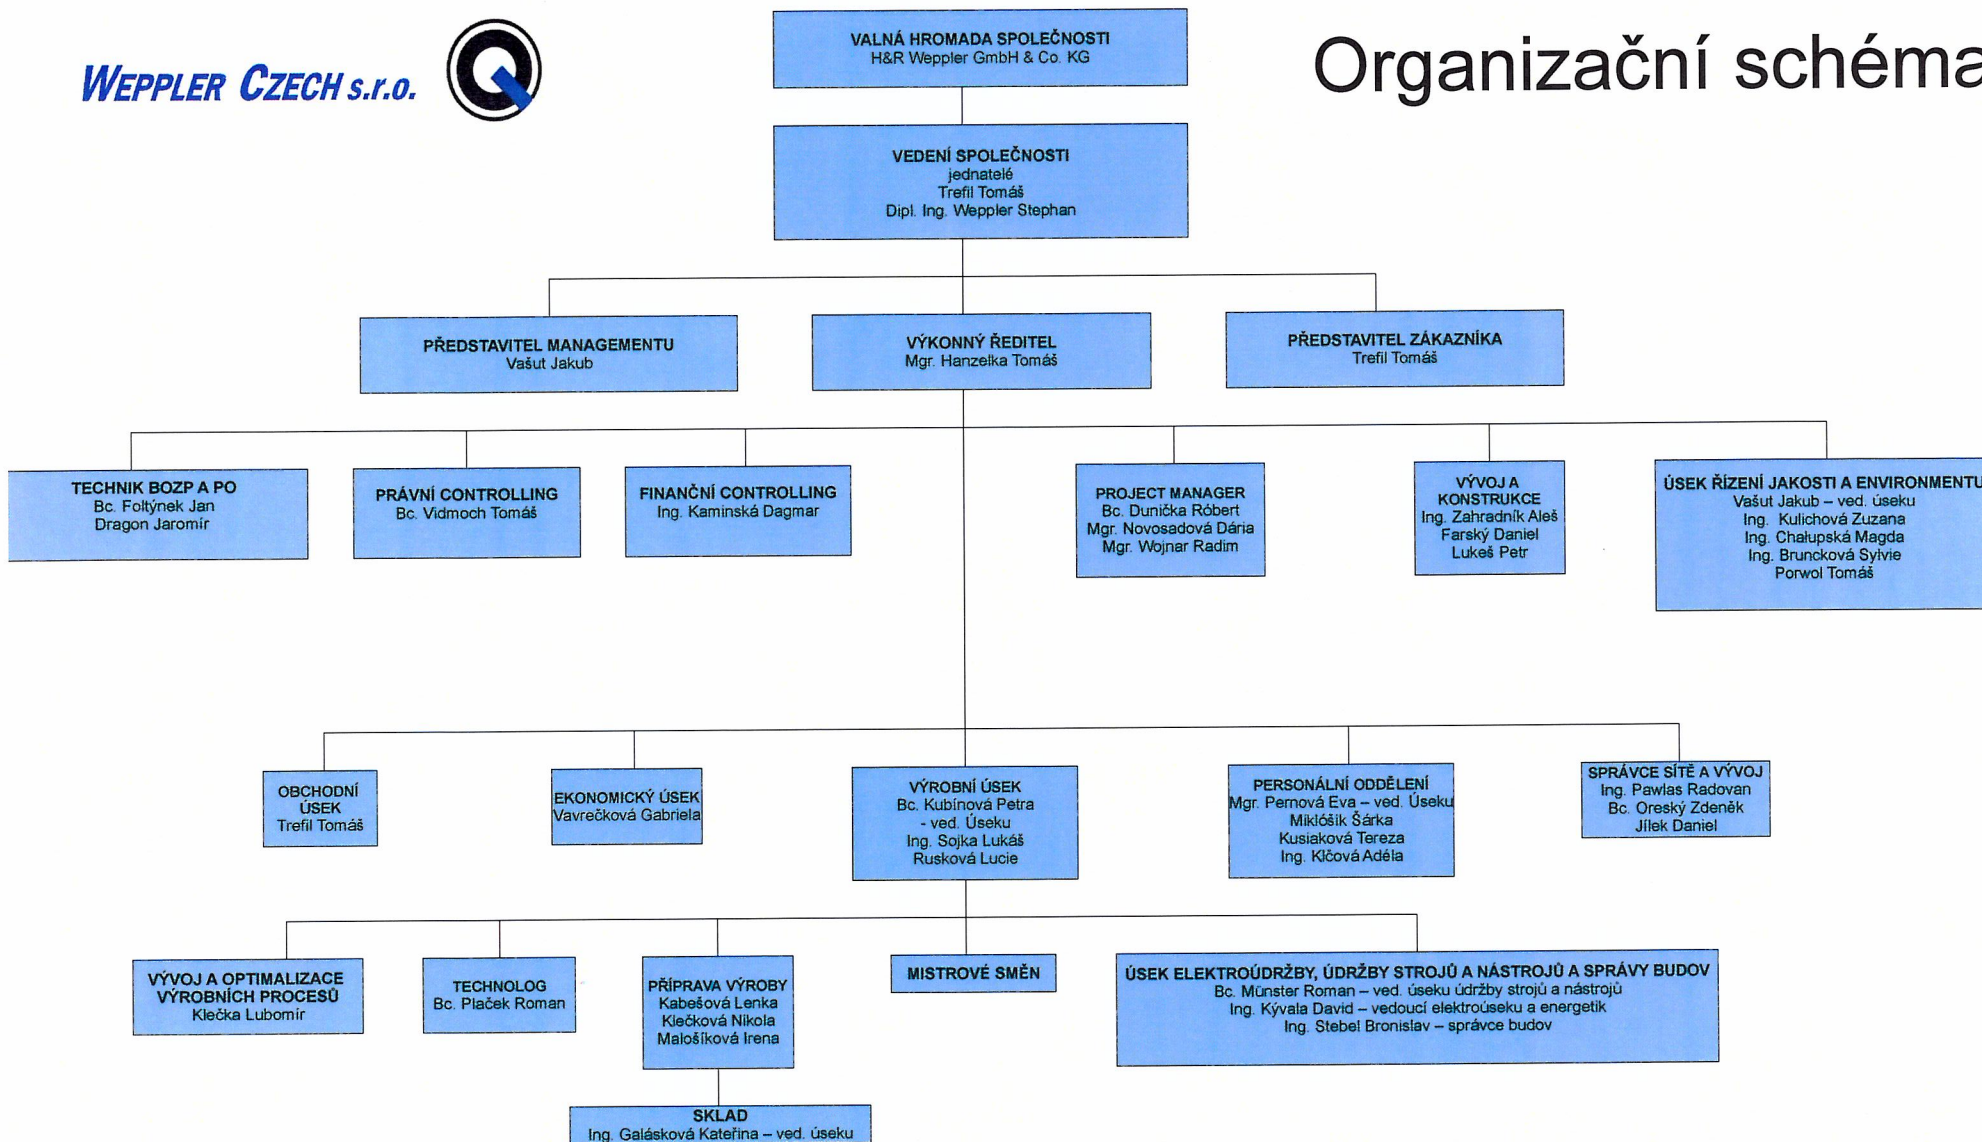 WEPPLER CZECH s.r.o.
Organizační schéma
VALNÁ HROMADA SPOLEČNOSTI
H&R Weppler GmbH & Co. KG
VEDENÍ SPOLEČNOSTI
jednatelé
Trefil Tomáš
Dipl. Ing. Weppler Stephan
PŘEDSTAVITEL MANAGEMENTU
Vašut Jakub
VÝKONNÝ ŘEDITEL
Mgr. Hanzelka Tomáš
PŘEDSTAVITEL ZÁKAZNÍKA
Trefil Tomáš
TECHNIK BOZP A PO
Bc. Foltýnek Jan
Dragon Jaromír
PRÁVNÍ CONTROLLING
Bc. Vidmoch Tomáš
FINANČNÍ CONTROLLING
Ing. Kaminská Dagmar
PROJECT MANAGER
Bc. Dunička Róbert
Mgr. Novosadová Dária
Mgr. Wojnar Radim
VÝVOJ A
KONSTRUKCE
Ing. Zahradník Aleš
Farský Daniel
Lukeš Petr
ÚSEK ŘÍZENÍ JAKOSTI A ENVIRONMENTU
Vašut Jakub – ved. úseku
Ing. Kulichová Zuzana
Ing. Chałupská Magda
Ing. Bruncková Sylvie
Porwol Tomáš
OBCHODNÍ
ÚSEK
Trefil Tomáš
EKONOMICKÝ ÚSEK
Vavrečková Gabriela
VÝROBNÍ ÚSEK
Bc. Kubínová Petra
- ved. Úseku
Ing. Sojka Lukáš
Rusková Lucie
PERSONÁLNÍ ODDĚLENÍ
Mgr. Pernová Eva – ved. Úseku
Miklóšik Šárka
Kusiaková Tereza
Ing. Klčová Adéla
SPRÁVCE SÍTĚ A VÝVOJ
Ing. Pawlas Radovan
Bc. Oreský Zdeněk
Jílek Daniel
VÝVOJ A OPTIMALIZACE
VÝROBNÍCH PROCESŮ
Klečka Lubomír
TECHNOLOG
Bc. Plaček Roman
PŘÍPRAVA VÝROBY
Kabešová Lenka
Klečková Nikola
Malošíková Irena
MISTROVÉ SMĚN
ÚSEK ELEKTROÚDRŽBY, ÚDRŽBY STROJŮ A NÁSTROJŮ A SPRÁVY BUDOV
Bc. Münster Roman – ved. úseku údržby strojů a nástrojů
Ing. Kývala David – vedoucí elektroúseku a energetik
Ing. Stebel Bronislav – správce budov
SKLAD
Ing. Galásková Kateřina – ved. úseku